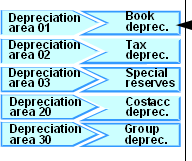 Depreciation
area 01
Book
deprec.
Depreciation
area 02
Tax
deprec.
Depreciation
area 03
Special
reserves
Depreciation
area 20
Costacc
deprec.
Depreciation
area 30
Group
deprec.